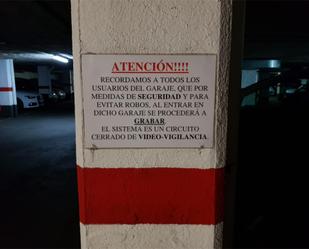 ATENCIÓN!!!!
RECORDAMOS A TODOS LOS
USUARIOS DEL GARAJE, QUE POR
MEDIDAS DE SEGURIDAD Y PARA
EVITAR ROBOS, AL ENTRAR EN
DICHO GARAJE SE PROCEDERÁ A
GRABAR.
EL SISTEMA ES UN CIRCUITO
CERRADO DE VIDEO-VIGILANCIA.